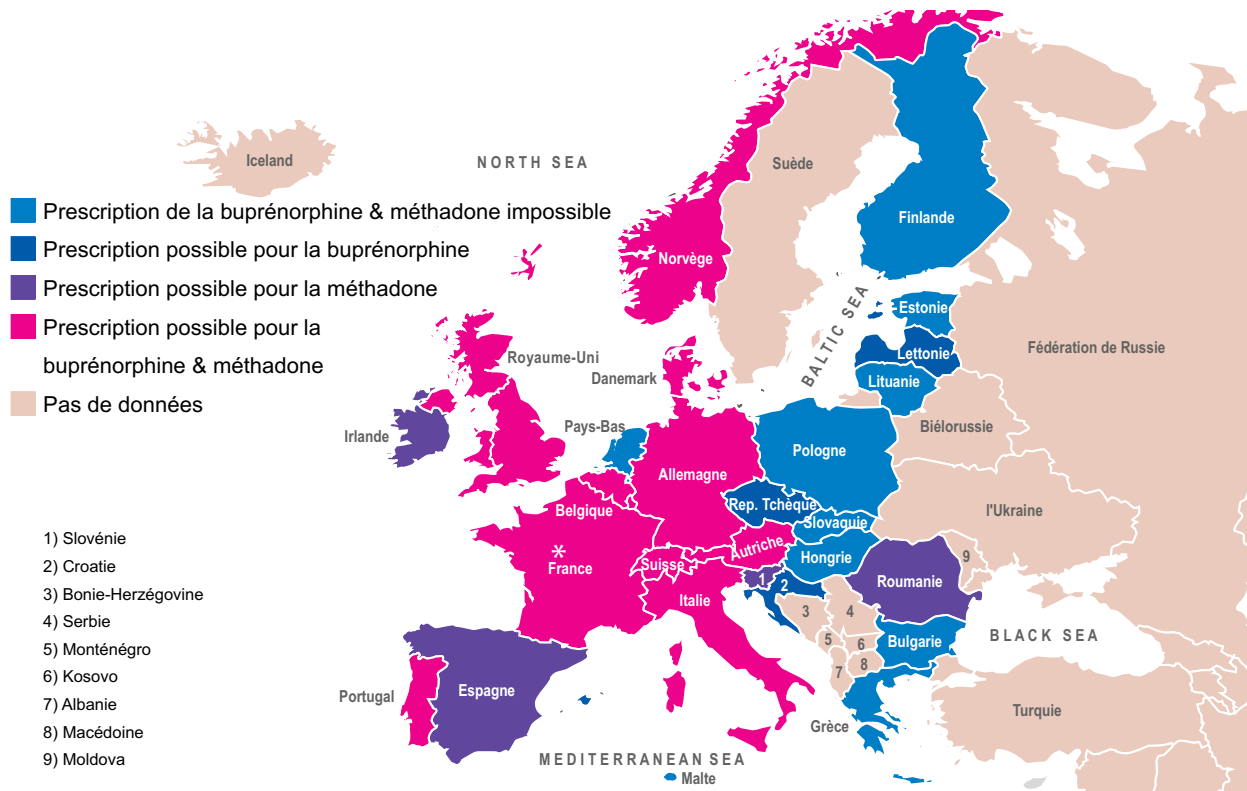 Iceland
NORTH SEA
Suède
Finlande
Norvège
Prescription de la buprénorphine & méthadone impossible
Prescription possible pour la buprénorphine
Prescription possible pour la méthadone
Prescription possible pour la
buprénorphine & méthadone
Pas de données
BALTIC SEA
Estonie
Lettonie
Lituanie
Fédération de Russie
Royaume-Uni
Danemark
Irlande
Pays-Bas
Biélorussie
Pologne
Allemagne
Belgique
Rep. Tchèque
Slovaquie
l'Ukraine
*
France
Suisse
Autriche
Hongrie
Roumanie
9
1
2
Italie
3
4
5
6
7
8
Bulgarie
BLACK SEA
Portugal
Espagne
Grèce
Turquie
MEDITERRANEAN SEA
Malte
1) Slovénie
2) Croatie
3) Bonie-Herzégovine
4) Serbie
5) Monténégro
6) Kosovo
7) Albanie
8) Macédoine
9) Moldova